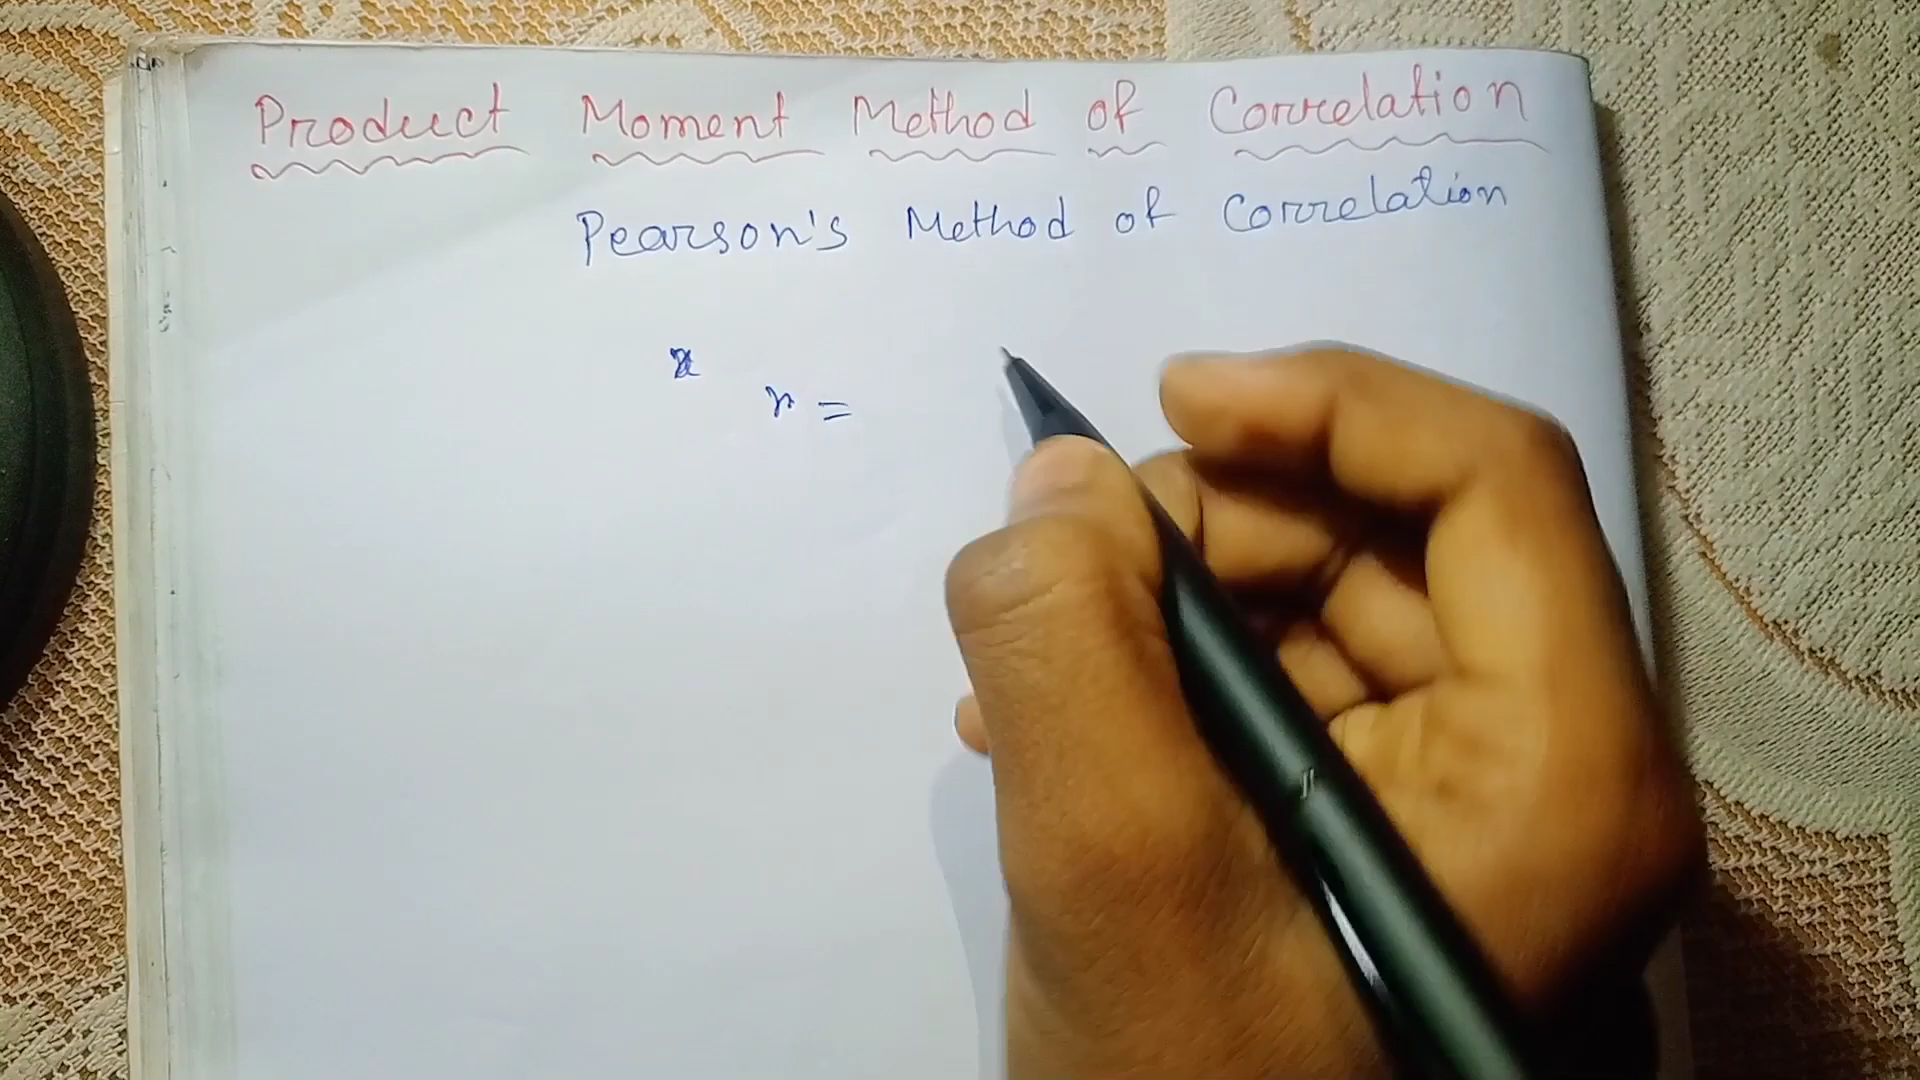 Product Moment Method of Correlation
Pearson's Method of Correlation
r =